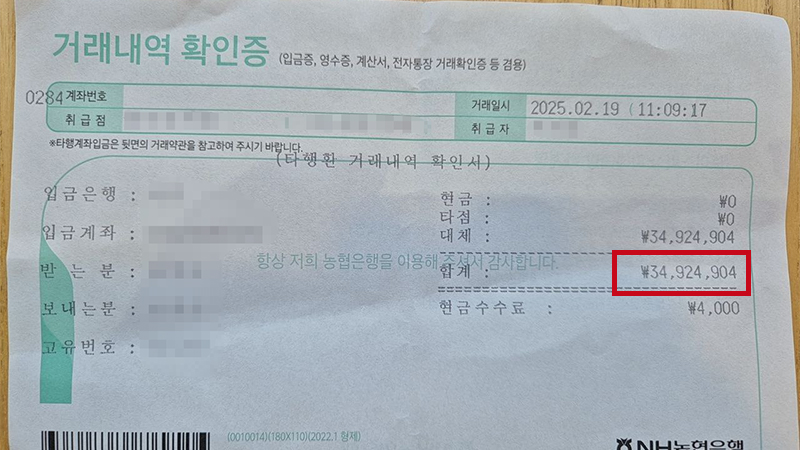 거래내역 확인증 (입금증, 영수증, 계산서, 전자통장 거래확인증 등 겸용)
0284 계좌번호
거래일시 2025.02.19 (11:09:17
취급점
취급자
※타행계좌입금은 뒷면의 거래약관을 참고하여 주시기 바랍니다.
(타행환 거래내역 확인서)
입금은행 :
입금계좌 :
받 는 분 :
보내는분 :
고유번호 :
현금 : ₩0
타점 : ₩0
대체 : ₩34,924,904
항상 저희 농협은행을 이용해 주셔서 감사합니다.
합계 : ₩34,924,904
현금수수료 : ₩4,000
(0010014)(180X110)(2022.1 형제)
NH농협은행